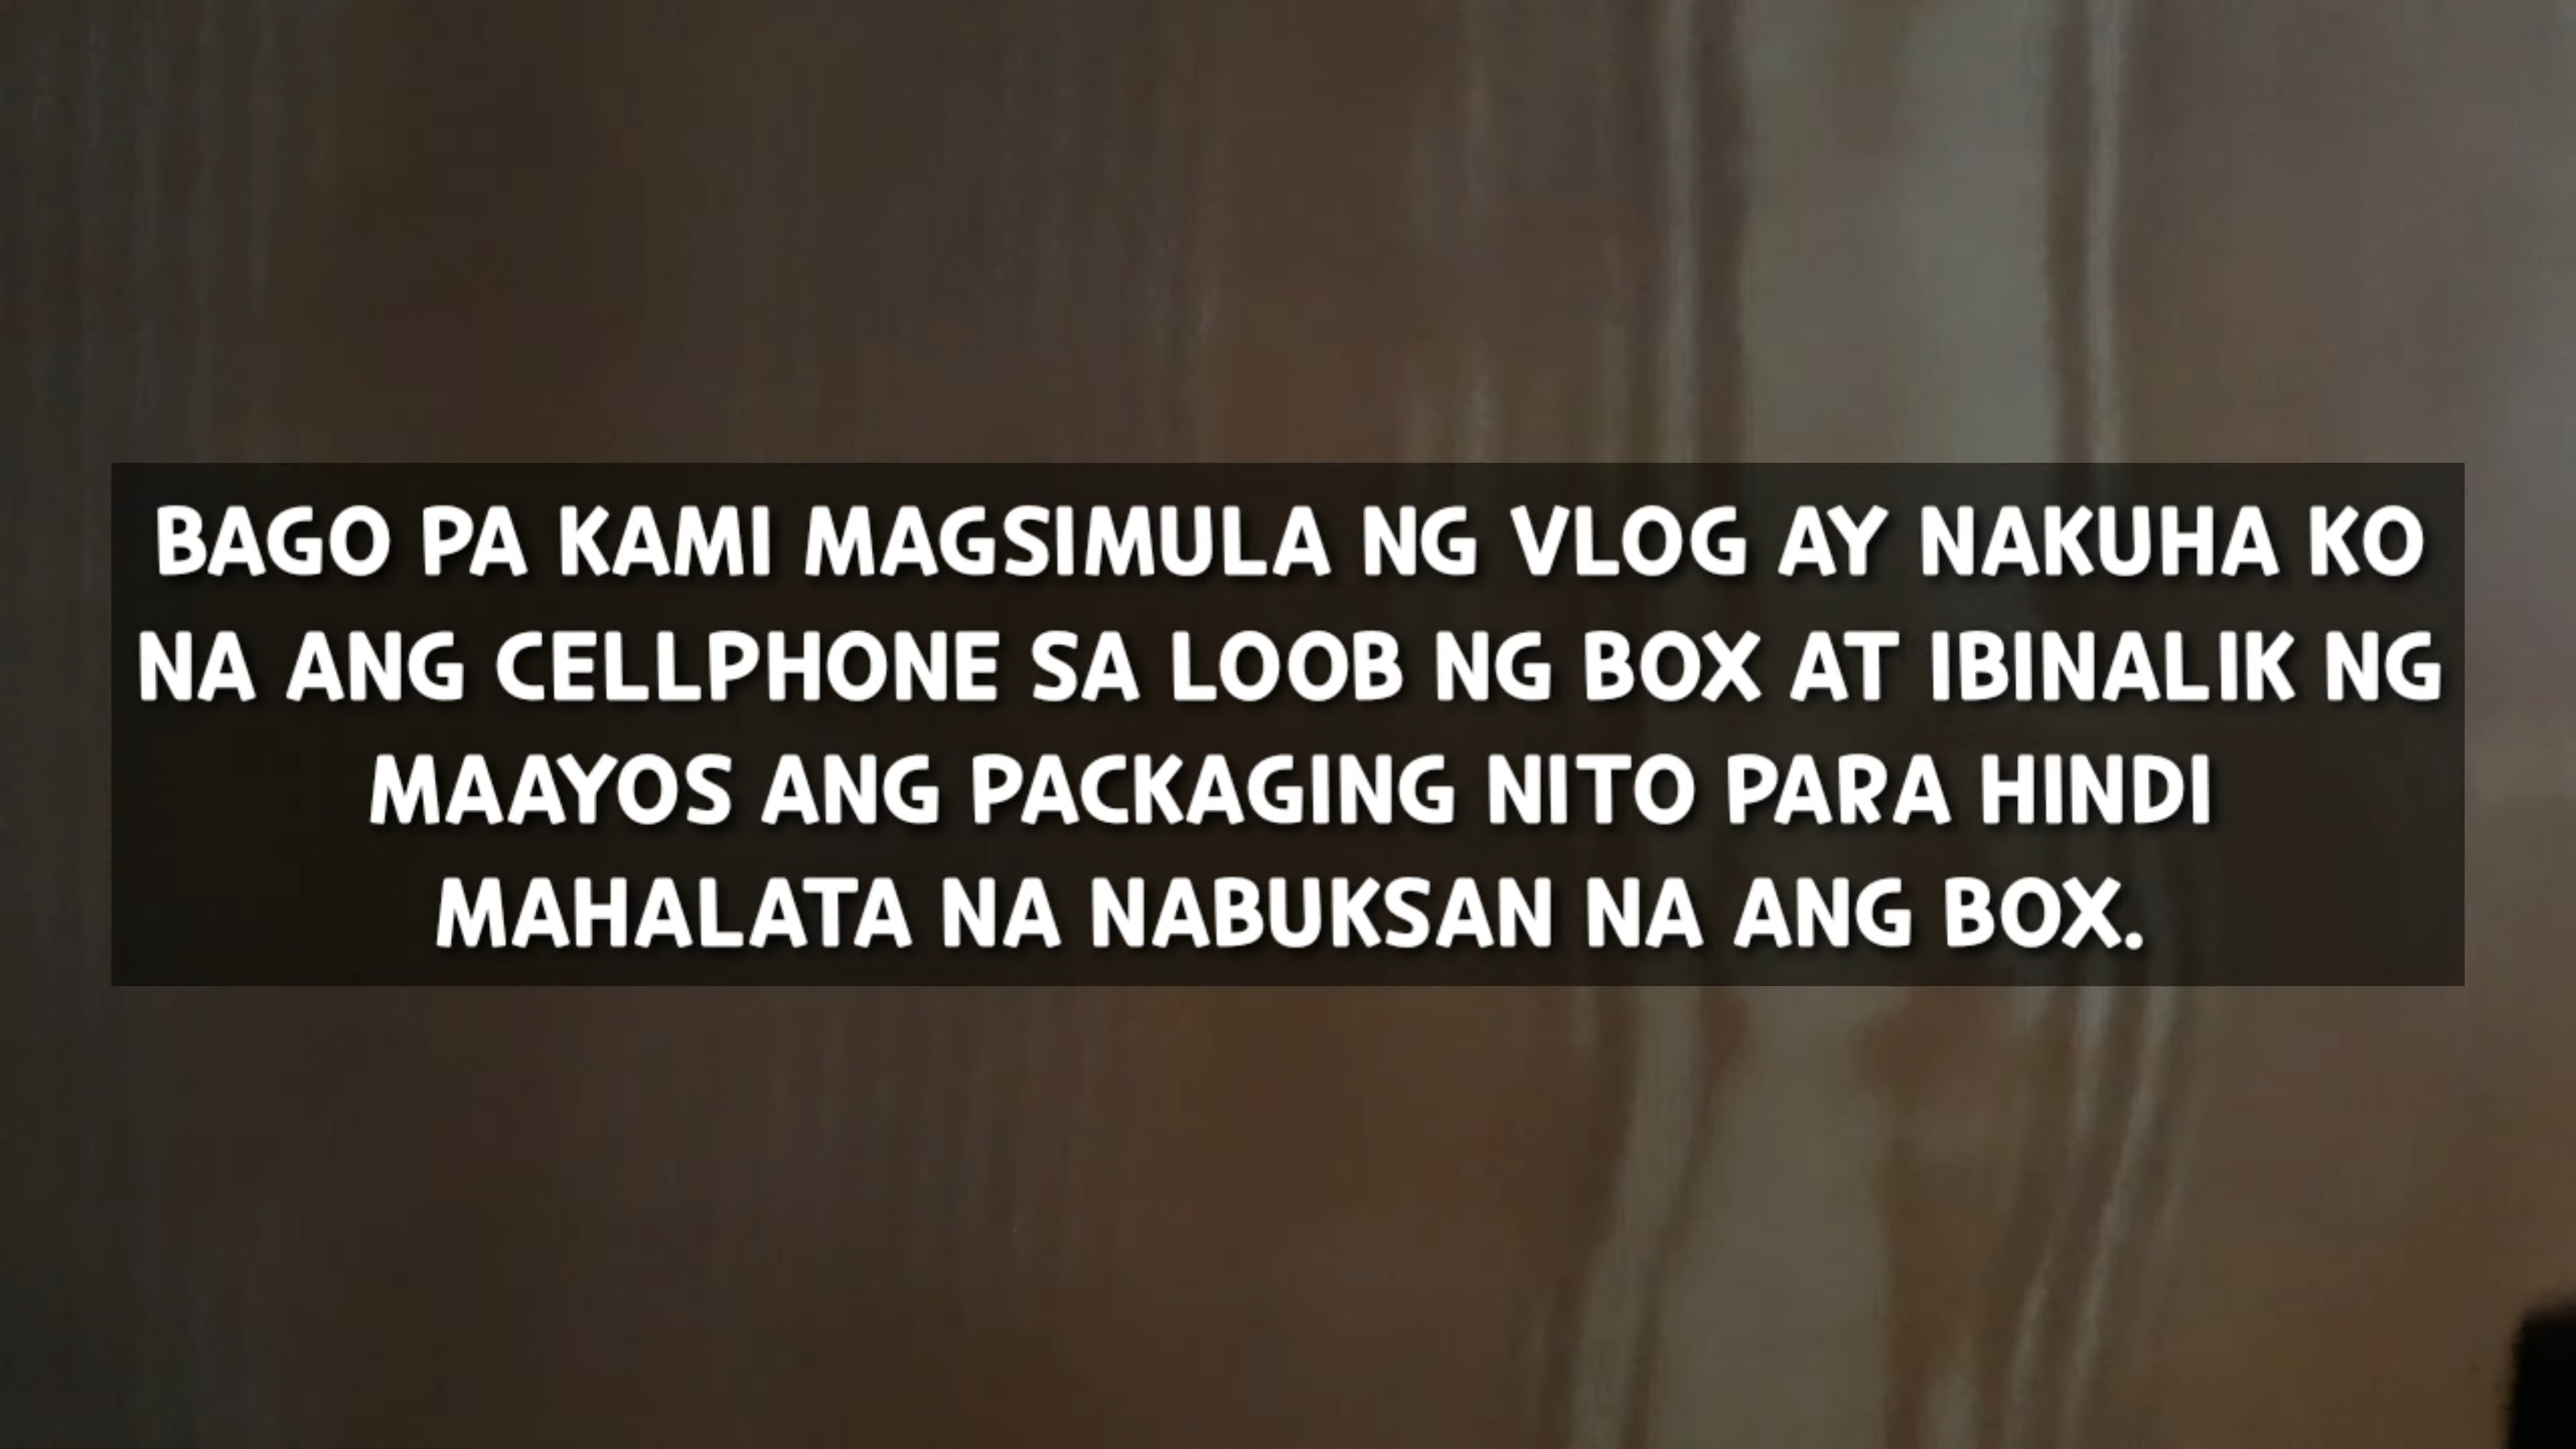 BAGO PA KAMI MAGSIMULA NG VLOG AY NAKUHA KO
NA ANG CELLPHONE SA LOOB NG BOX AT IBINALIK NG
MAAYOS ANG PACKAGING NITO PARA HINDI
MAHALATA NA NABUKSAN NA ANG BOX.